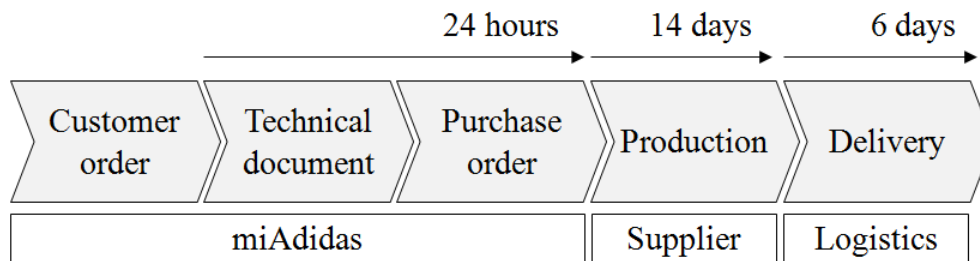 24 hours
14 days
6 days
Customer order
Technical document
Purchase order
Production
Delivery
miAdidas
Supplier
Logistics